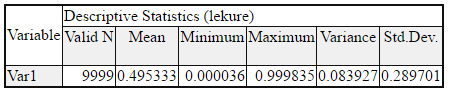 Variable Descriptive Statistics (lekure)
Valid N Mean Minimum Maximum Variance Std.Dev.
Var1 9999 0.495333 0.000036 0.999835 0.083927 0.289701